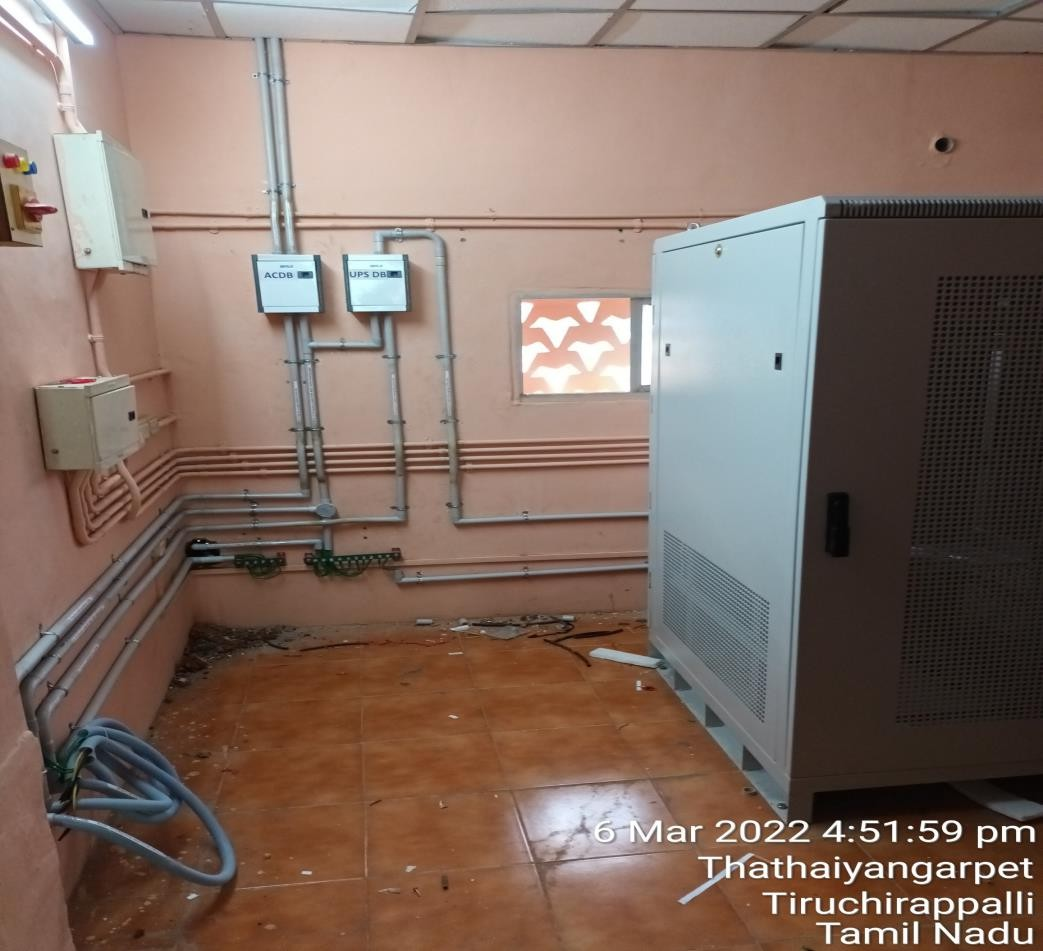 ACDB
UPS DB
6 Mar 2022 4:51:59 pm
Thathaiyangarpet
Tiruchirappalli
Tamil Nadu